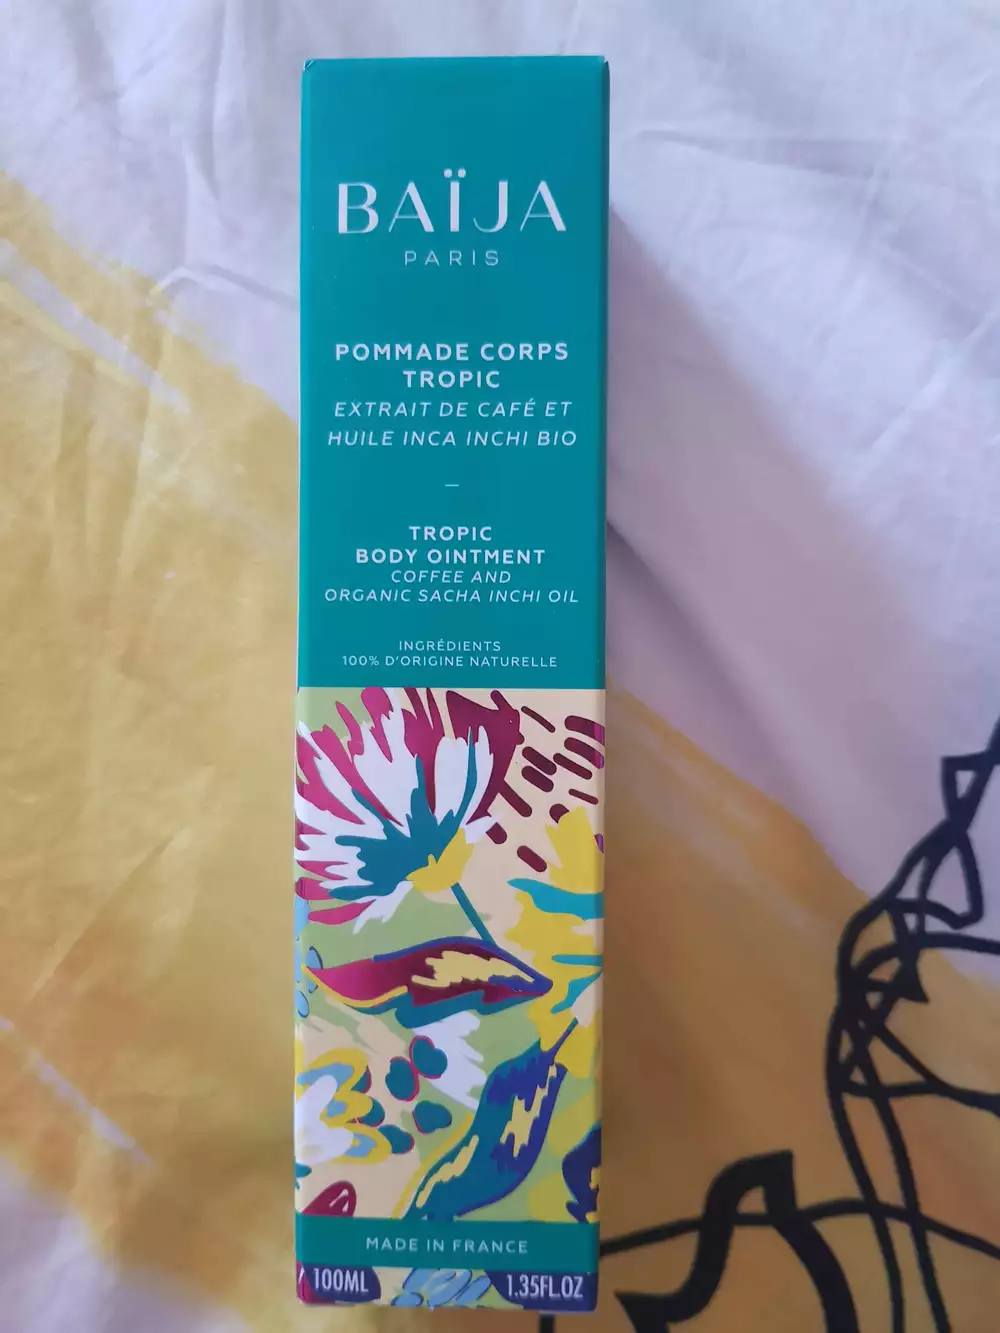 BAÏJA
PARIS
POMMADE CORPS
TROPIC
EXTRAIT DE CAFÉ ET
HUILE INCA INCHI BIO
–
TROPIC
BODY OINTMENT
COFFEE AND
ORGANIC SACHA INCHI OIL
INGRÉDIENTS
100% D'ORIGINE NATURELLE
MADE IN FRANCE
100ML 1.35FL.OZ